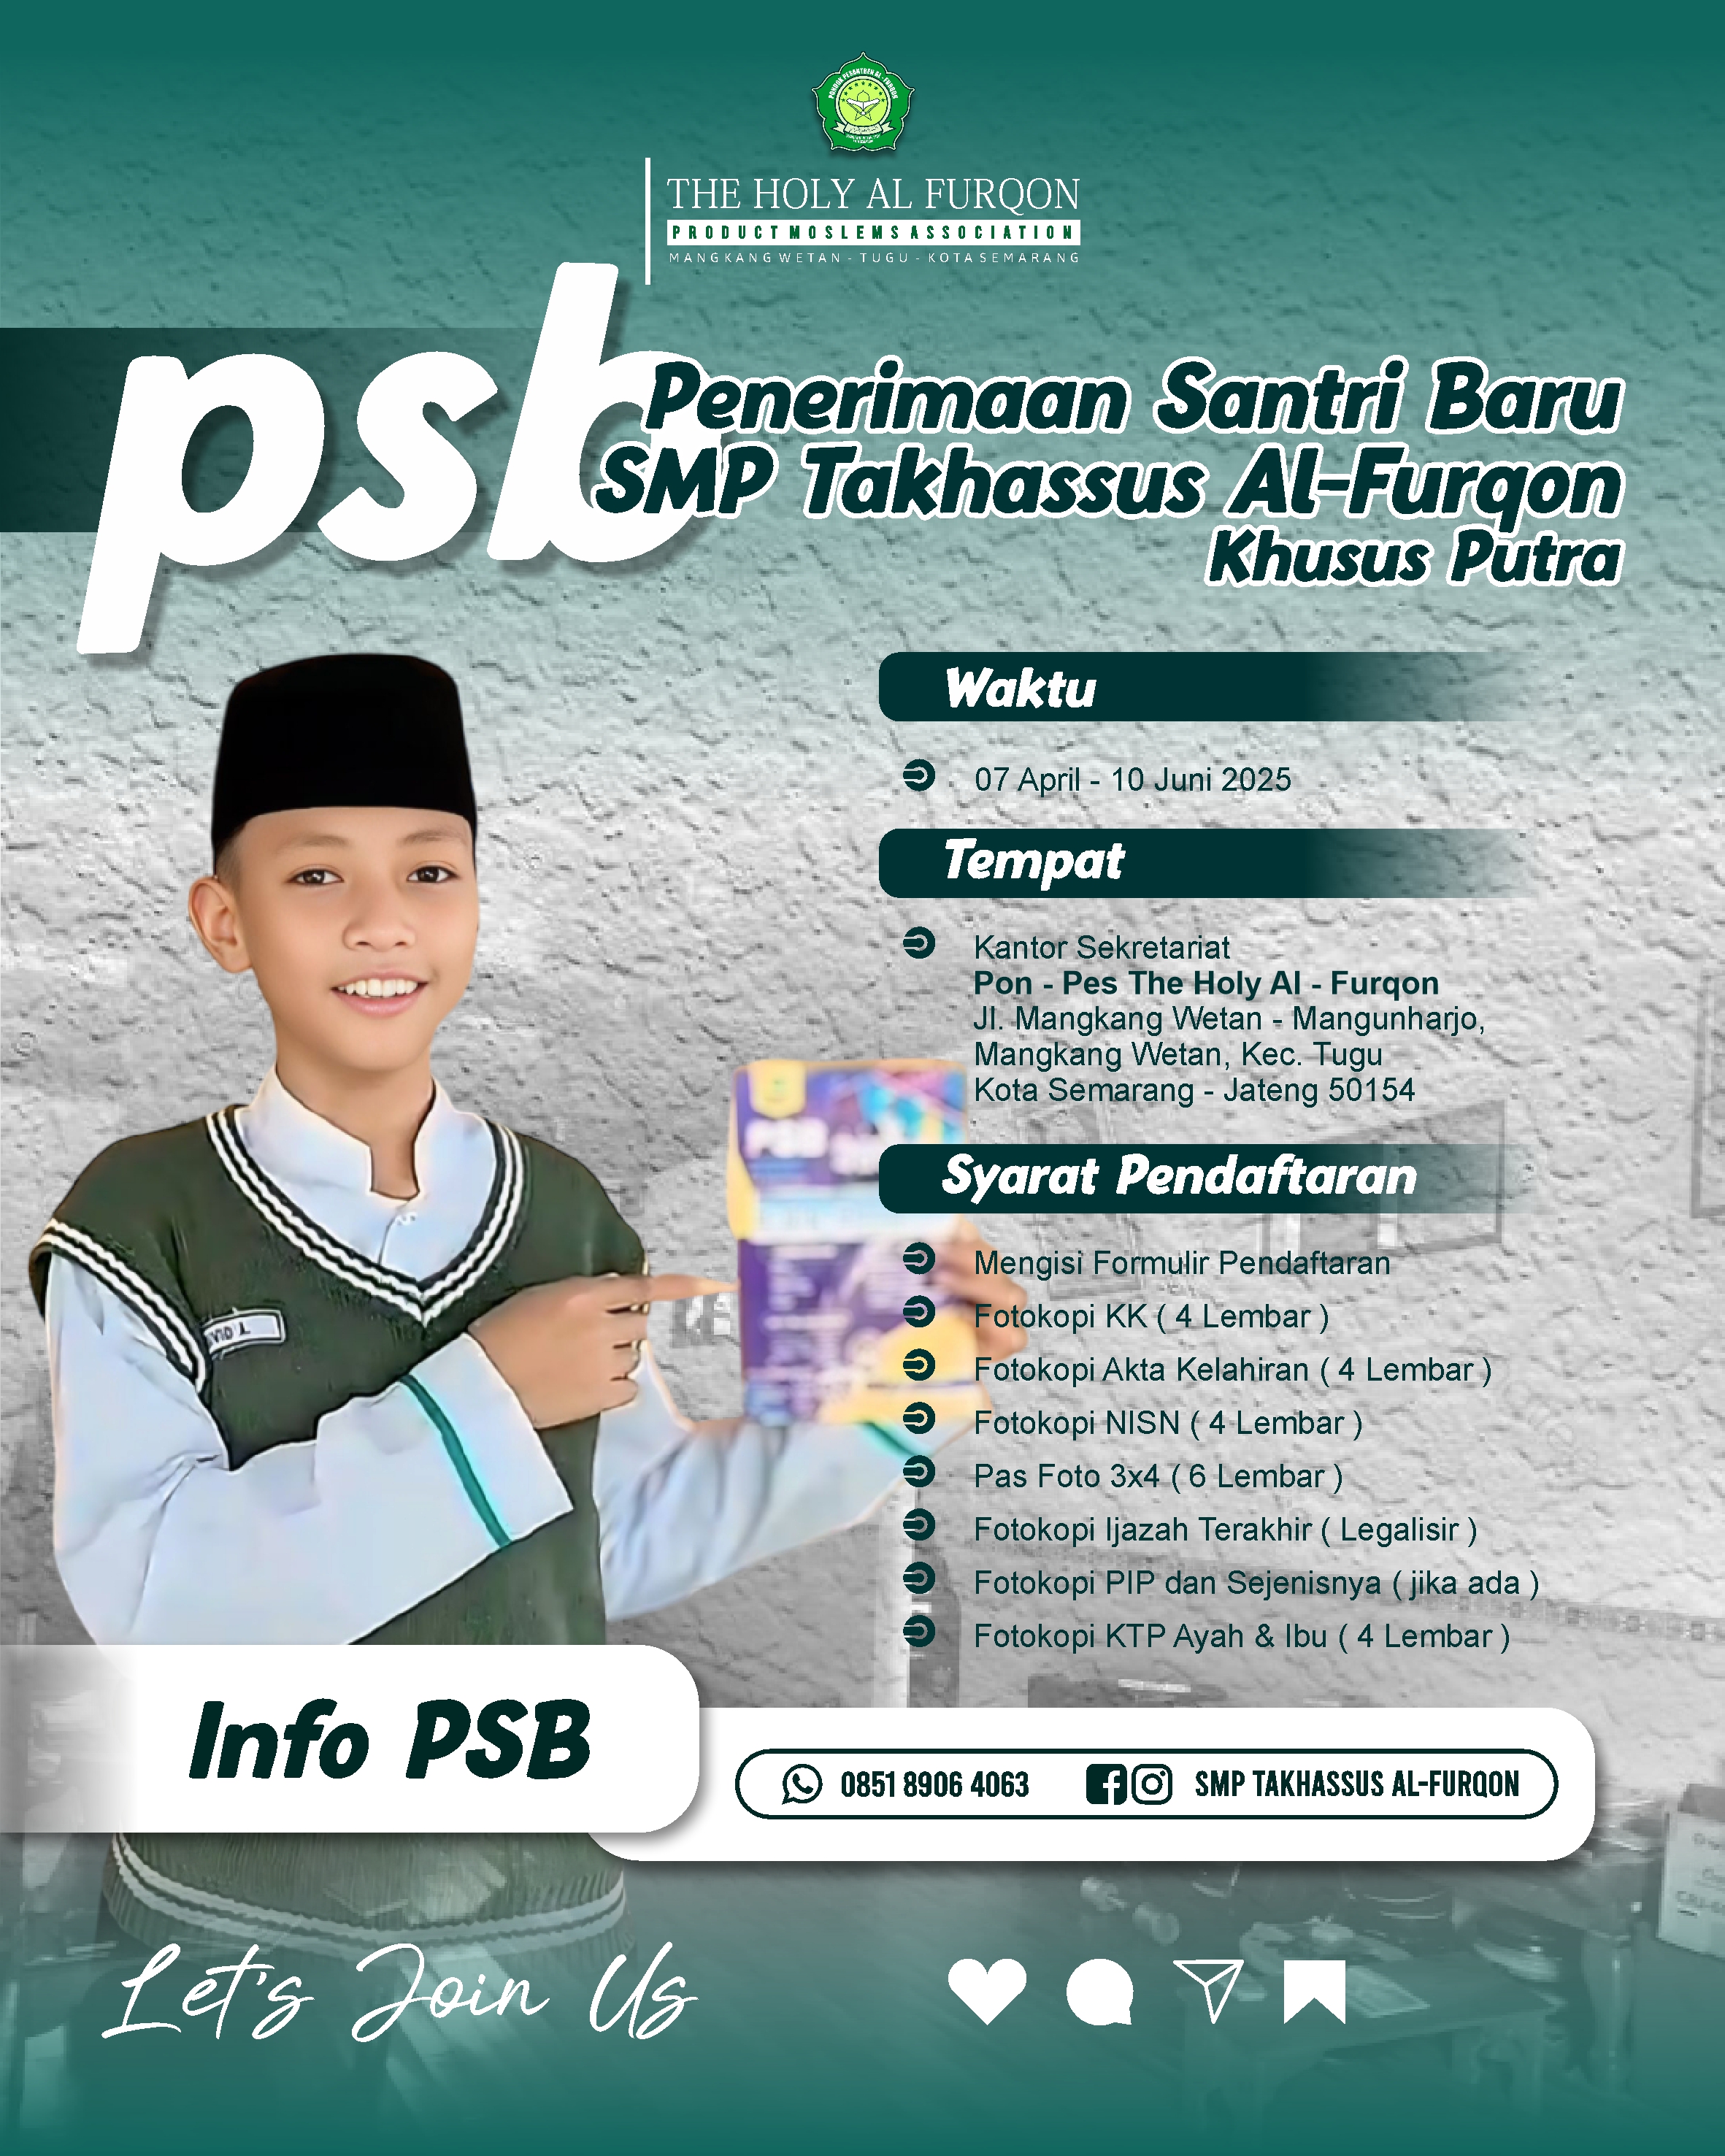 PONDOK PESANTREN AL-FURQON
THE HOLY AL FURQON
PRODUCT MOSLEMS ASSOCIATION
MANGKANG WETAN - TUGU - KOTA SEMARANG
psb
Penerimaan Santri Baru
SMP Takhassus Al-Furqon
Khusus Putra
Waktu
07 April - 10 Juni 2025
Tempat
Kantor Sekretariat
Pon - Pes The Holy Al - Furqon
Jl. Mangkang Wetan - Mangunharjo,
Mangkang Wetan, Kec. Tugu
Kota Semarang - Jateng 50154
PSB
Syarat Pendaftaran
Mengisi Formulir Pendaftaran
Fotokopi KK ( 4 Lembar )
Fotokopi Akta Kelahiran ( 4 Lembar )
Fotokopi NISN ( 4 Lembar )
Pas Foto 3x4 ( 6 Lembar )
Fotokopi Ijazah Terakhir ( Legalisir )
Fotokopi PIP dan Sejenisnya ( jika ada )
Fotokopi KTP Ayah & Ibu ( 4 Lembar )
Info PSB
0851 8906 4063
SMP TAKHASSUS AL-FURQON
Let's Join Us